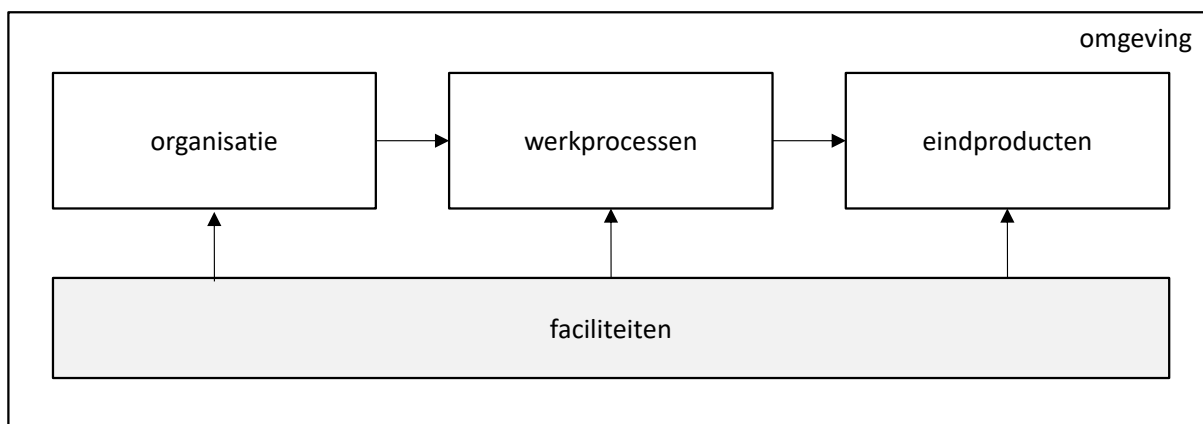 omgeving
organisatie
werkprocessen
eindproducten
faciliteiten